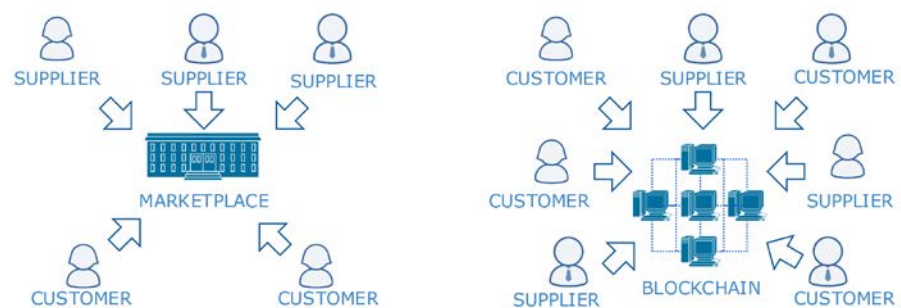 SUPPLIER
SUPPLIER
SUPPLIER
MARKETPLACE
CUSTOMER
CUSTOMER
CUSTOMER
SUPPLIER
CUSTOMER
CUSTOMER
SUPPLIER
SUPPLIER
BLOCKCHAIN
CUSTOMER